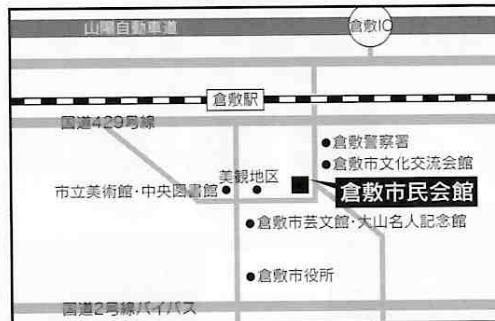 山陽自動車道
倉敷IC
倉敷駅
国道429号線
倉敷警察署
倉敷市文化交流会館
美観地区
市立美術館・中央図書館
倉敷市民会館
倉敷市芸文館・大山名人記念館
倉敷市役所
国道2号線バイパス